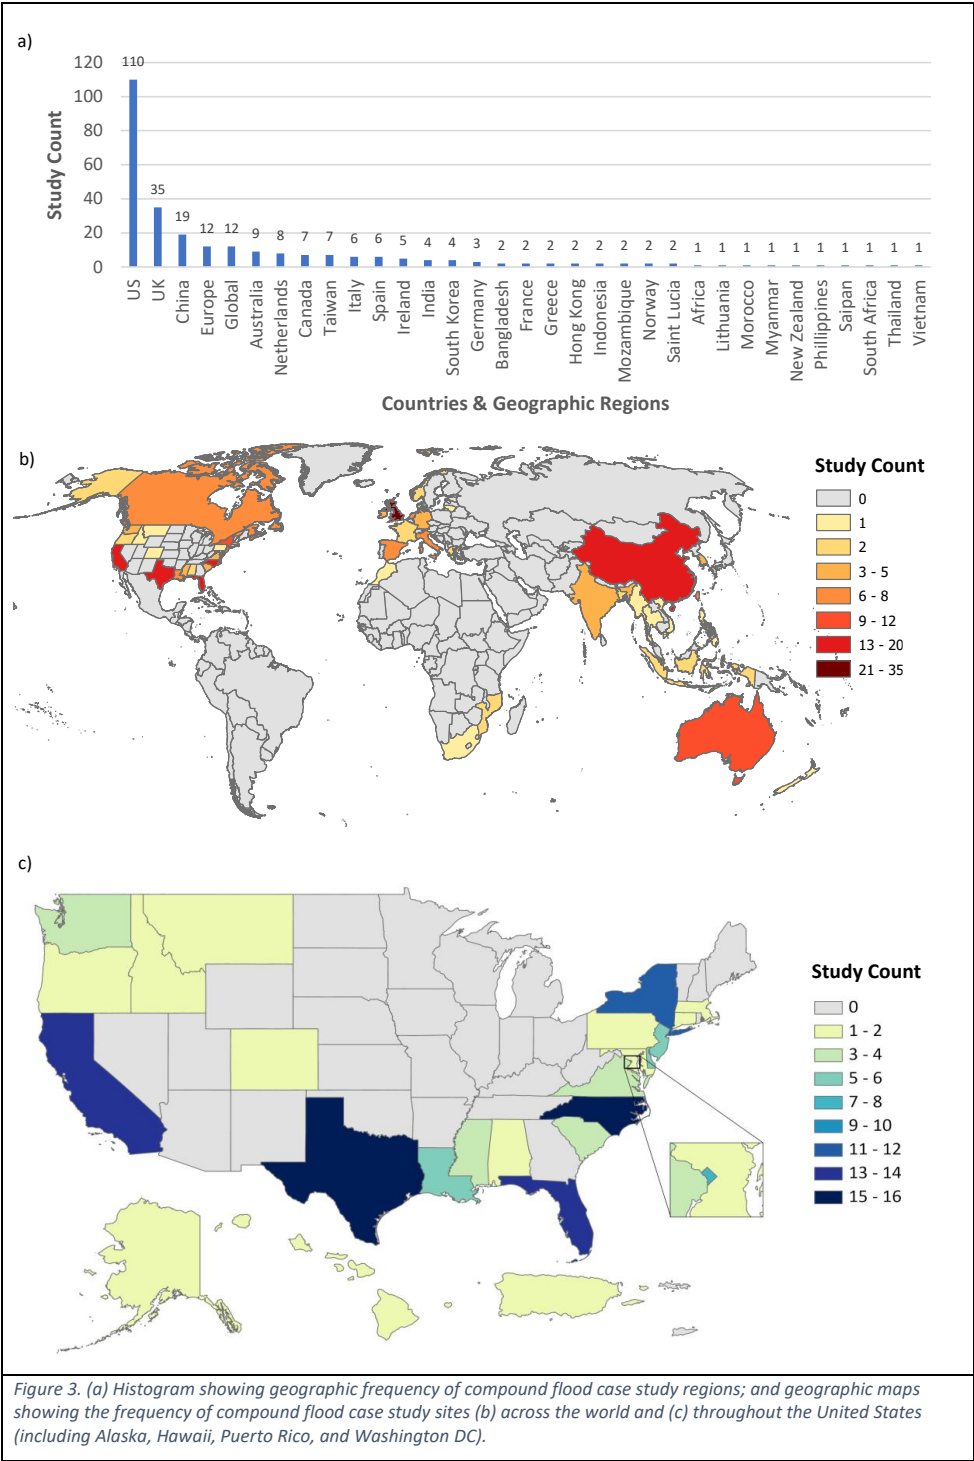 a)
120
100
80
60
40
20
0
Study Count
110
35
19
12
12
9
8
7
7
6
6
5
4
4
3
2
2
2
2
2
2
2
2
1
1
1
1
1
1
1
1
1
1
US
UK
China
Europe
Global
Australia
Netherlands
Canada
Taiwan
Italy
Spain
Ireland
India
South Korea
Germany
Bangladesh
France
Greece
Hong Kong
Indonesia
Mozambique
Norway
Saint Lucia
Africa
Lithuania
Morocco
Myanmar
New Zealand
Phillippines
Saipan
South Africa
Thailand
Vietnam
Countries & Geographic Regions
b)
Study Count
0
1
2
3 - 5
6 - 8
9 - 12
13 - 20
21 - 35
c)
Study Count
0
1 - 2
3 - 4
5 - 6
7 - 8
9 - 10
11 - 12
13 - 14
15 - 16
Figure 3. (a) Histogram showing geographic frequency of compound flood case study regions; and geographic maps
showing the frequency of compound flood case study sites (b) across the world and (c) throughout the United States
(including Alaska, Hawaii, Puerto Rico, and Washington DC).